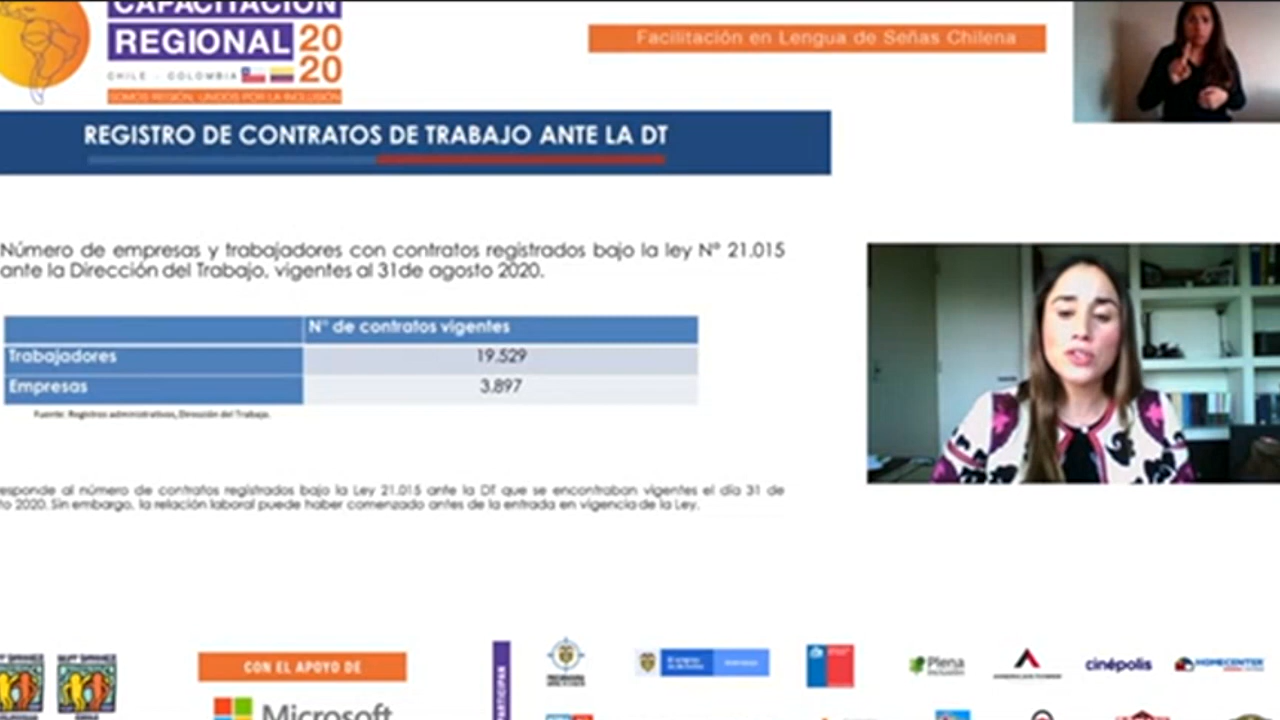 CAPACITACIÓN
REGIONAL 2020
CHILE - COLOMBIA
SOMOS REGIÓN, UNIDOS POR LA INCLUSIÓN
Facilitación en Lengua de Señas Chilena
REGISTRO DE CONTRATOS DE TRABAJO ANTE LA DT
Número de empresas y trabajadores con contratos registrados bajo la ley N° 21.015
ante la Dirección del Trabajo, vigentes al 31de agosto 2020.
N° de contratos vigentes
Trabajadores 19.529
Empresas 3.897
Fuente: Registros administrativos, Dirección del Trabajo.
esponde al número de contratos registrados bajo la Ley 21.015 ante la DT que se encontraban vigentes el día 31 de
to 2020. Sin embargo, la relación laboral puede haber comenzado antes de la entrada en vigencia de la Ley.
CON EL APOYO DE
Microsoft
Plena
inclusión
cinépolis
HOMECENTER